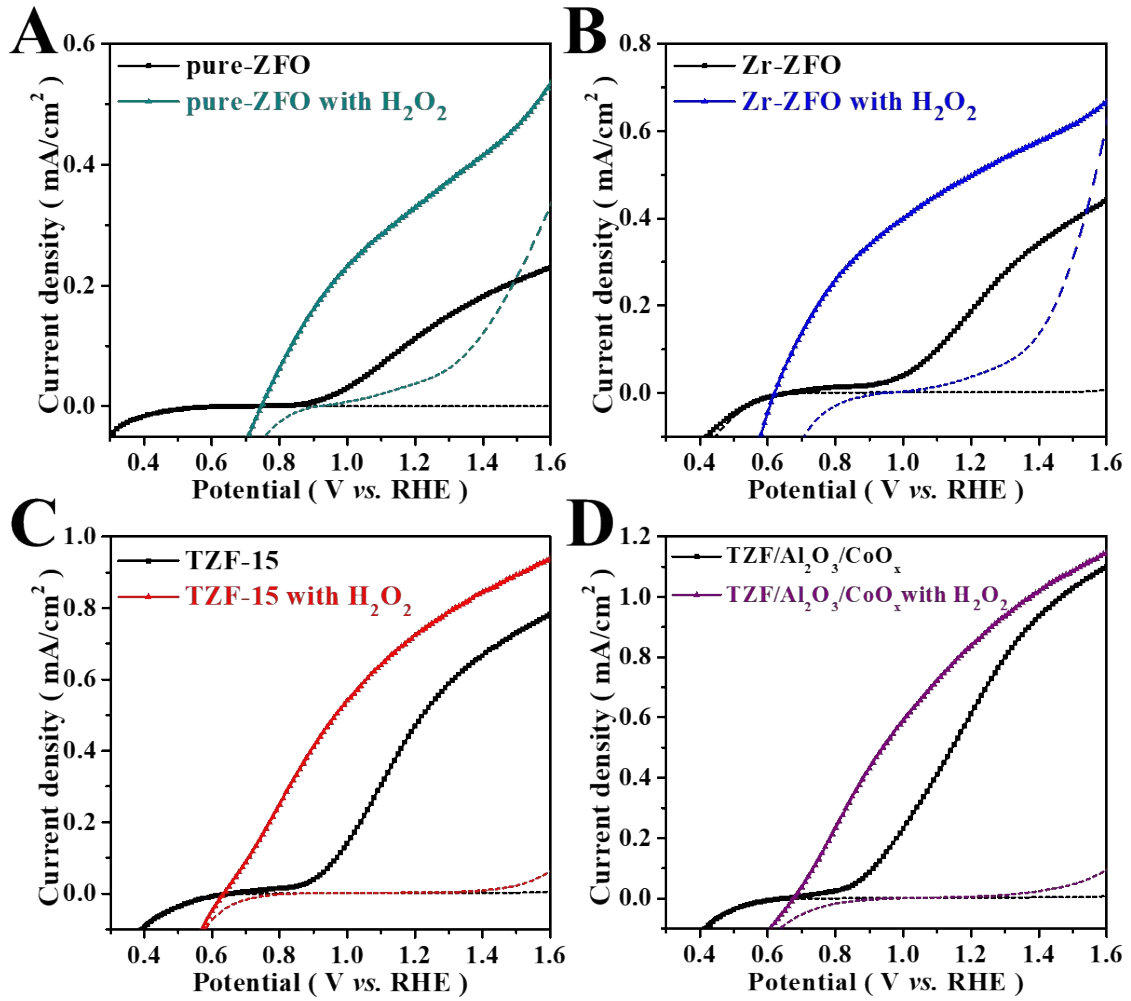 A
0.6
0.4
0.2
0.0
Current density ( mA/cm²)
pure-ZFO
pure-ZFO with H₂O₂
0.4 0.6 0.8 1.0 1.2 1.4 1.6
Potential ( V vs. RHE )
B
0.8
0.6
0.4
0.2
0.0
Current density ( mA/cm²)
Zr-ZFO
Zr-ZFO with H₂O₂
0.4 0.6 0.8 1.0 1.2 1.4 1.6
Potential ( V vs. RHE )
C
1.0
0.8
0.6
0.4
0.2
0.0
Current density ( mA/cm²)
TZF-15
TZF-15 with H₂O₂
0.4 0.6 0.8 1.0 1.2 1.4 1.6
Potential ( V vs. RHE )
D
1.2
1.0
0.8
0.6
0.4
0.2
0.0
Current density ( mA/cm²)
TZF/Al₂O₃/CoOₓ
TZF/Al₂O₃/CoOₓwith H₂O₂
0.4 0.6 0.8 1.0 1.2 1.4 1.6
Potential ( V vs. RHE )